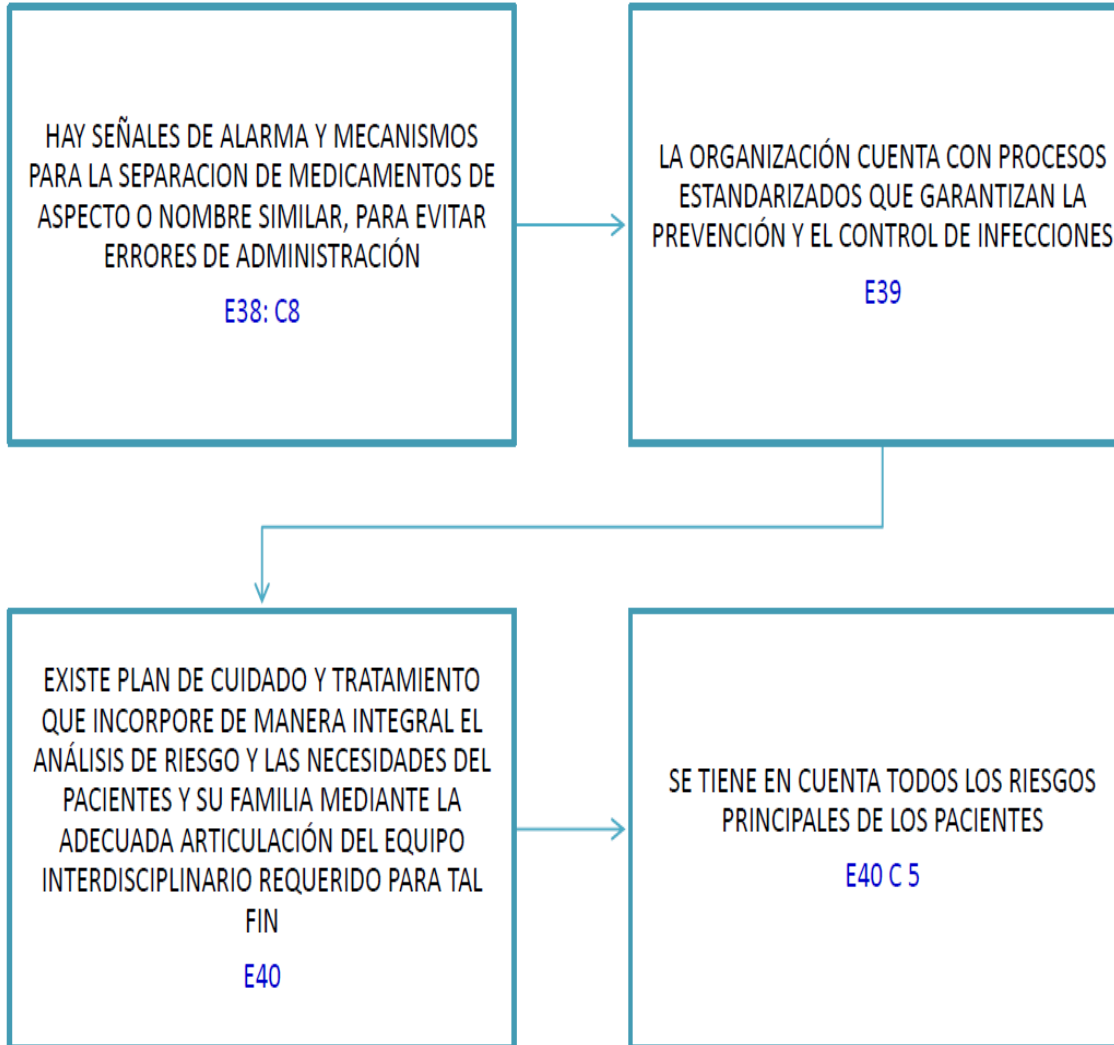 HAY SEÑALES DE ALARMA Y MECANISMOS
PARA LA SEPARACION DE MEDICAMENTOS DE
ASPECTO O NOMBRE SIMILAR, PARA EVITAR
ERRORES DE ADMINISTRACIÓN
E38: C8
LA ORGANIZACIÓN CUENTA CON PROCESOS
ESTANDARIZADOS QUE GARANTIZAN LA
PREVENCIÓN Y EL CONTROL DE INFECCIONES
E39
EXISTE PLAN DE CUIDADO Y TRATAMIENTO
QUE INCORPORE DE MANERA INTEGRAL EL
ANÁLISIS DE RIESGO Y LAS NECESIDADES DEL
PACIENTES Y SU FAMILIA MEDIANTE LA
ADECUADA ARTICULACIÓN DEL EQUIPO
INTERDISCIPLINARIO REQUERIDO PARA TAL
FIN
E40
SE TIENE EN CUENTA TODOS LOS RIESGOS
PRINCIPALES DE LOS PACIENTES
E40 C 5